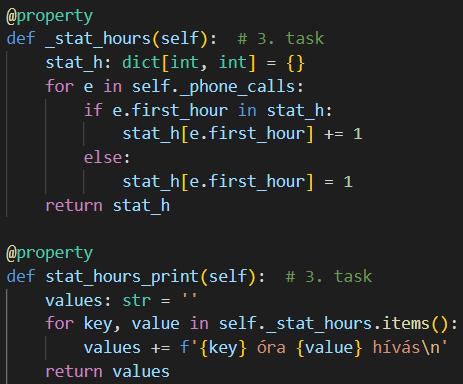 @property
def _stat_hours(self):  # 3. task
    stat_h: dict[int, int] = {}
    for e in self._phone_calls:
        if e.first_hour in stat_h:
            stat_h[e.first_hour] += 1
        else:
            stat_h[e.first_hour] = 1
    return stat_h

@property
def stat_hours_print(self):  # 3. task
    values: str = ''
    for key, value in self._stat_hours.items():
        values += f'{key} óra {value} hívás\n'
    return values